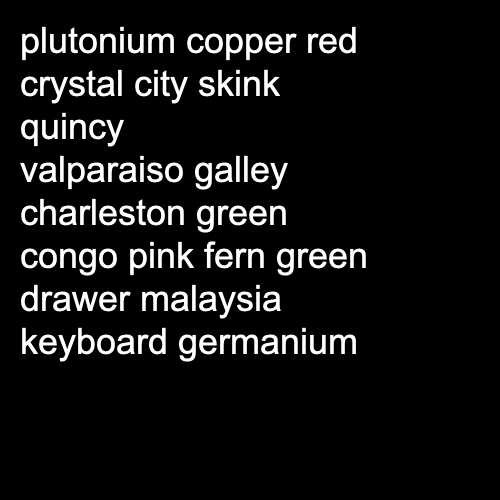 plutonium copper red
crystal city skink
quincy
valparaiso galley
charleston green
congo pink fern green
drawer malaysia
keyboard germanium